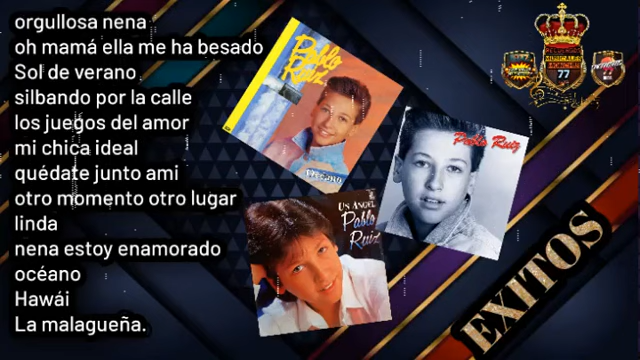 orgullosa nena
oh mamá ella me ha besado
Sol de verano
silbando por la calle
los juegos del amor
mi chica ideal
quédate junto ami
otro momento otro lugar
linda
nena estoy enamorado
océano
Hawái
La malagueña.
Pablo
Ruiz
Océano
Pablo Ruiz
UN ANGEL
Pablo
Ruiz
EXITOS
MUSICALES
77